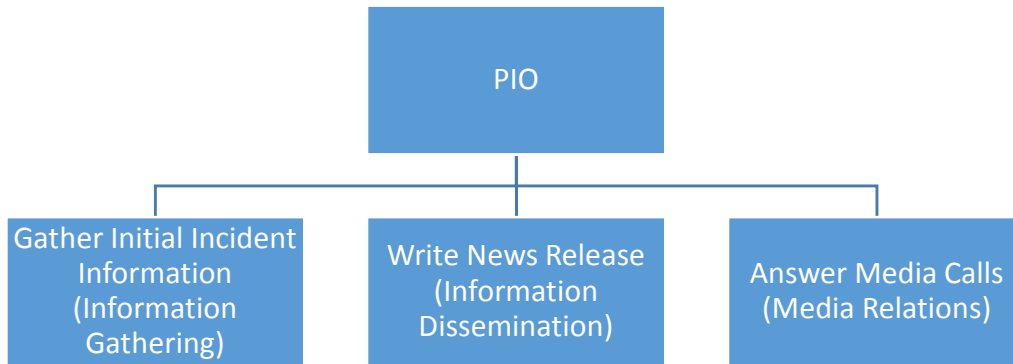 PIO
Gather Initial Incident
Information
(Information
Gathering)
Write News Release
(Information
Dissemination)
Answer Media Calls
(Media Relations)